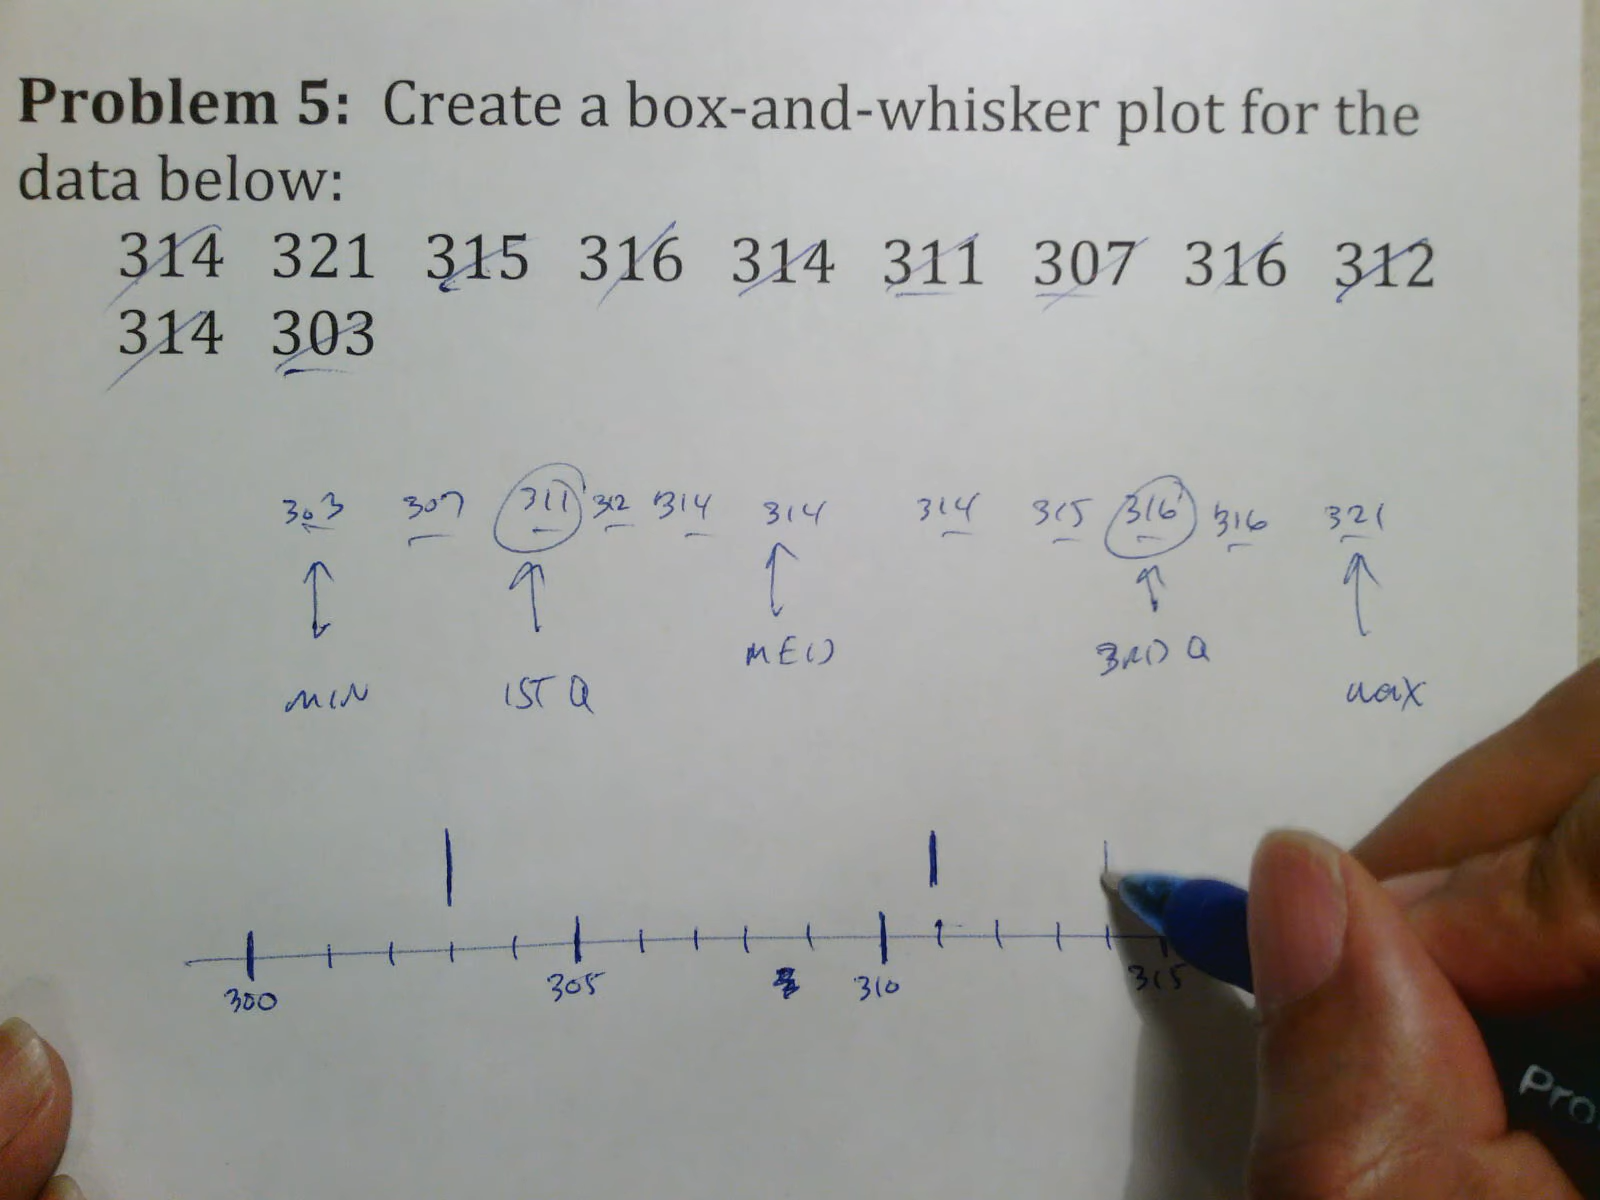 Problem 5: Create a box-and-whisker plot for the
data below:
314 321 315 316 314 311 307 316 312
314 303
303 307 311 312 314 314 314 315 316 316 321
MIN 1ST Q MED 3RD Q MAX
300 305 310 315
Pro